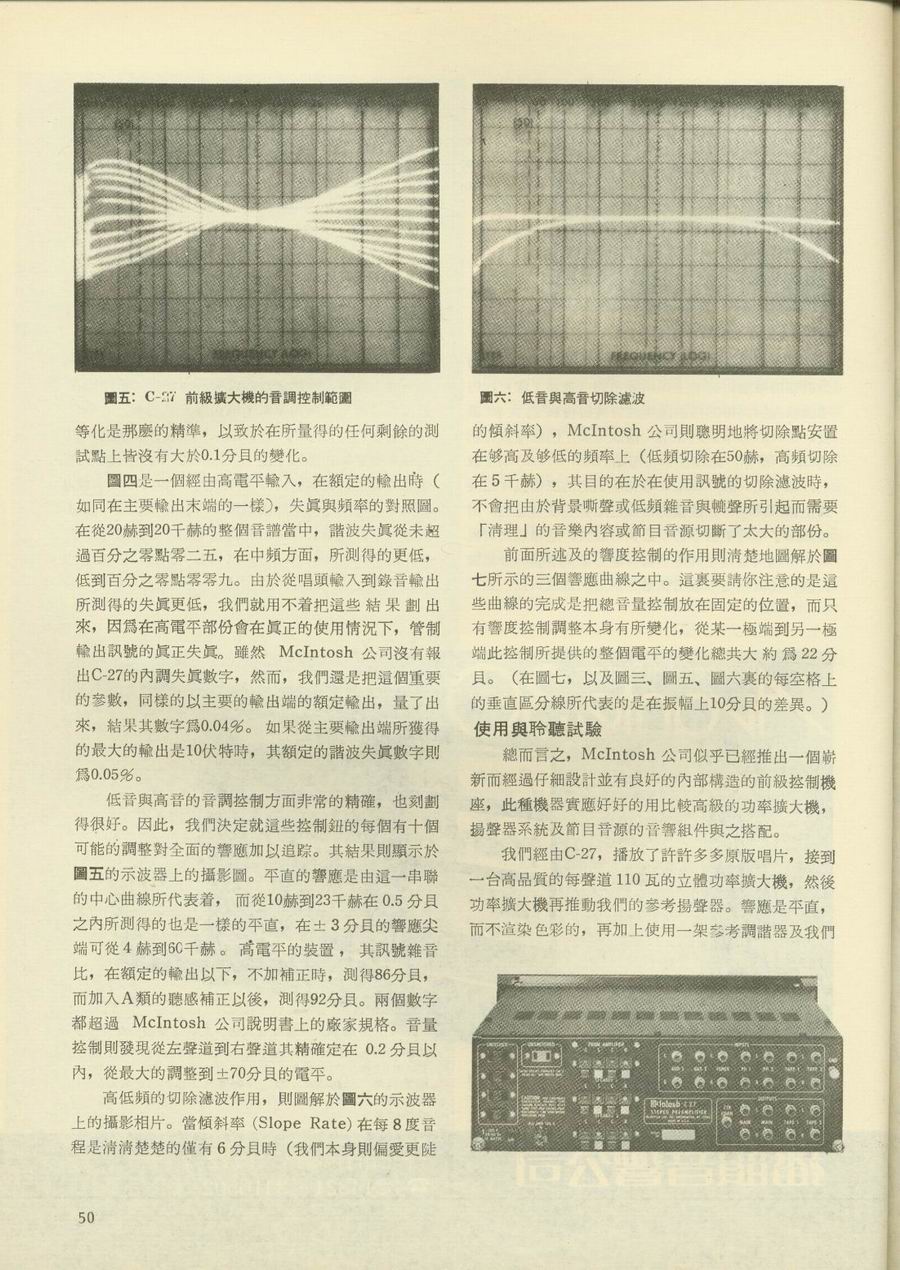 FREQUENCY (LOG)
FREQUENCY (LOG)
圖五：C-27 前級擴大機的音調控制範圍
圖六：低音與高音切除濾波
等化是那麼的精準，以致於在所量得的任何剩餘的測
試點上皆沒有大於0.1分貝的變化。
圖四是一個經由高電平輸入，在額定的輸出時（
如同在主要輸出末端的一樣），失眞與頻率的對照圖。
在從20赫到20千赫的整個音譜當中，諧波失眞從未超
過百分之零點零二五，在中頻方面，所測得的更低，
低到百分之零點零零九。由於從唱頭輸入到錄音輸出
所測得的失眞更低，我們就用不着把這些結果劃出
來，因爲在高電平部份會在眞正的使用情況下，管制
輸出訊號的眞正失眞。雖然 McIntosh 公司沒有報
出C-27的內調失眞數字，然而，我們還是把這個重要
的參數，同樣的以主要的輸出端的額定輸出，量了出
來，結果其數字爲0.04%。如果從主要輸出端所獲得
的最大的輸出是10伏特時，其額定的諧波失眞數字則
爲0.05%。
低音與高音的音調控制方面非常的精確，也刻劃
得很好。因此，我們決定就這些控制鈕的每個有十個
可能的調整對全面的響應加以追踪。其結果則顯示於
圖五的示波器上的攝影圖。平直的響應是由這一串聯
的中心曲線所代表着，而從10赫到23千赫在 0.5 分貝
之內所測得的也是一樣的平直，在±3分貝的響應尖
端可從4赫到60千赫。高電平的裝置，其訊號雜音
比，在額定的輸出以下，不加補正時，測得86分貝，
而加入A類的聽感補正以後，測得92分貝。兩個數字
都超過 McIntosh 公司說明書上的廠家規格。音量
控制則發現從左聲道到右聲道其精確定在 0.2 分貝以
內，從最大的調整到±70分貝的電平。
高低頻的切除濾波作用，則圖解於圖六的示波器
上的攝影相片。當傾斜率（Slope Rate）在每8度音
程是淸淸楚楚的僅有6分貝時（我們本身則偏愛更陡
的傾斜率），McIntosh 公司則聰明地將切除點安置
在够高及够低的頻率上（低頻切除在50赫，高頻切除
在5千赫），其目的在於在使用訊號的切除濾波時，
不會把由於背景嘶聲或低頻雜音與轆聲所引起而需要
「淸理」的音樂內容或節目音源切斷了太大的部份。
前面所述及的響度控制的作用則淸楚地圖解於圖
七所示的三個響應曲線之中。這裏要請你注意的是這
些曲線的完成是把總音量控制放在固定的位置，而只
有響度控制調整本身有所變化，從某一極端到另一極
端此控制所提供的整個電平的變化總共大約爲22分
貝。（在圖七，以及圖三、圖五、圖六裏的每空格上
的垂直區分線所代表的是在振幅上10分貝的差異。）
使用與聆聽試驗
總而言之，McIntosh 公司似乎已經推出一個嶄
新而經過仔細設計並有良好的內部構造的前級控制機
座，此種機器實應好好的用比較高級的功率擴大機，
揚聲器系統及節目音源的音響組件與之搭配。
我們經由C-27，播放了許許多多原版唱片，接到
一台高品質的每聲道 110 瓦的立體功率擴大機，然後
功率擴大機再推動我們的參考揚聲器。響應是平直，
而不渲染色彩的，再加上使用一架參考調諧器及我們
McIntosh C 27
STEREO PREAMPLIFIER
INPUTS
OUTPUTS
50